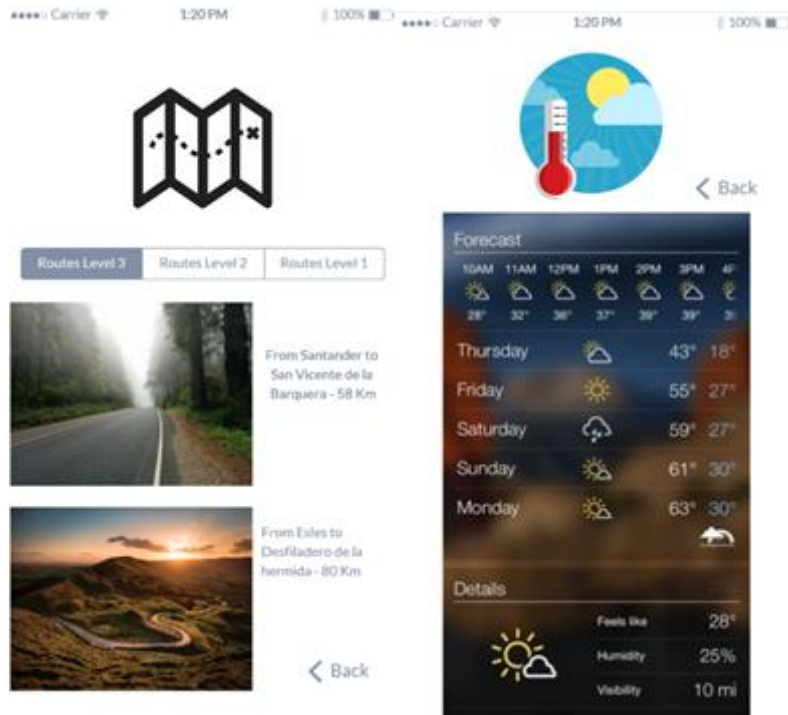 Carrier 1:20 PM 100%
Routes Level 3 Routes Level 2 Routes Level 1
From Santander to
San Vicente de la
Barquera - 58 Km
From Esles to
Desfiladero de la
hermida - 80 Km
Back
Carrier 1:20 PM 100%
Back
Forecast
10AM 11AM 12PM 1PM 2PM 3PM
28° 32° 36° 37° 39° 39°
Thursday 43° 18°
Friday 55° 27°
Saturday 59° 27°
Sunday 61° 30°
Monday 63° 30°
Details
Feels like 28°
Humidity 25%
Visibility 10 mi